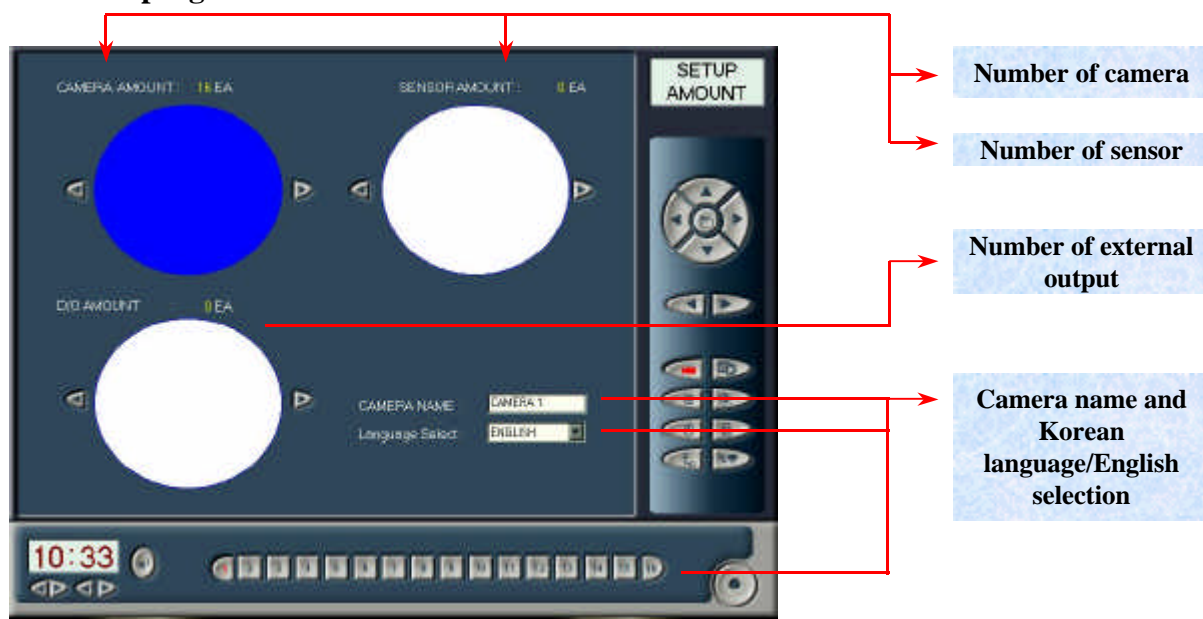 CAMERA AMOUNT : 16 EA
SENSOR AMOUNT : 0 EA
SETUP
AMOUNT
Number of camera
Number of sensor
Number of external
output
D/O AMOUNT : 0 EA
CAMERA NAME CAMERA 1
Language Select ENGLISH
Camera name and
Korean
language/English
selection
10:33